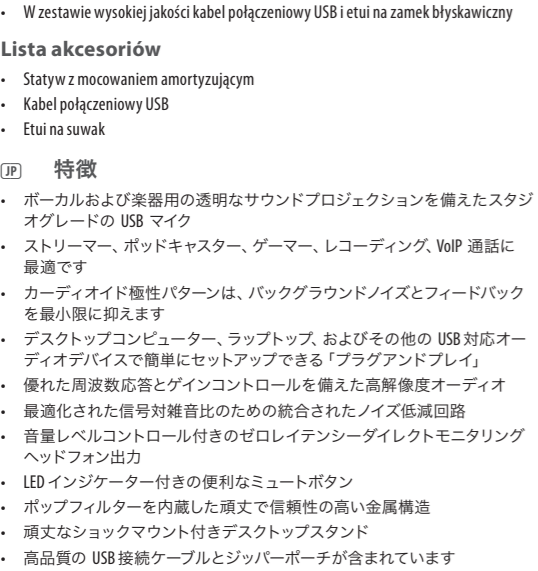 • W zestawie wysokiej jakości kabel połączeniowy USB i etui na zamek błyskawiczny
Lista akcesoriów
• Statyw z mocowaniem amortyzującym
• Kabel połączeniowy USB
• Etui na suwak
JP 特徴
• ボーカルおよび楽器用の透明なサウンドプロジェクションを備えたスタジ
オグレードの USB マイク
• ストリーマー、ポッドキャスター、ゲーマー、レコーディング、VoIP 通話に
最適です
• カーディオイド極性パターンは、バックグラウンドノイズとフィードバック
を最小限に抑えます
• デスクトップコンピューター、ラップトップ、およびその他の USB 対応オー
ディオデバイスで簡単にセットアップできる「プラグアンドプレイ」
• 優れた周波数応答とゲインコントロールを備えた高解像度オーディオ
• 最適化された信号対雑音比のための統合されたノイズ低減回路
• 音量レベルコントロール付きのゼロレイテンシーダイレクトモニタリング
ヘッドフォン出力
• LED インジケーター付きの便利なミュートボタン
• ポップフィルターを内蔵した頑丈で信頼性の高い金属構造
• 頑丈なショックマウント付きデスクトップスタンド
• 高品質の USB 接続ケーブルとジッパーポーチが含まれています